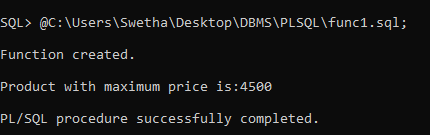 SQL> @C:\Users\Swetha\Desktop\DBMS\PLSQL\func1.sql;
Function created.
Product with maximum price is:4500
PL/SQL procedure successfully completed.